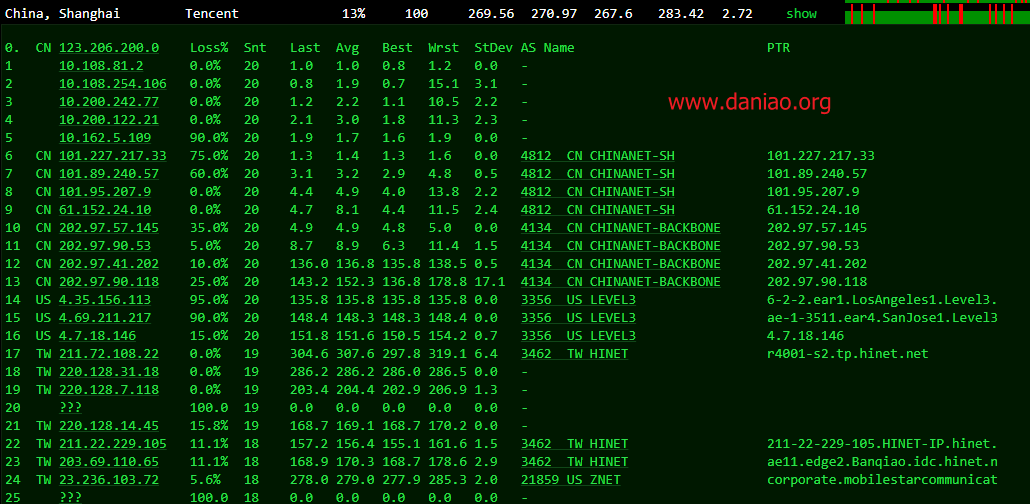 China, Shanghai Tencent 13% 100 269.56 270.97 267.6 283.42 2.72 show
0. CN 123.206.200.0 Loss% Snt Last Avg Best Wrst StDev AS Name PTR
1 10.108.81.2 0.0% 20 1.0 1.0 0.8 1.2 0.0 -
2 10.108.254.106 0.0% 20 0.8 1.9 0.7 15.1 3.1 -
3 10.200.242.77 0.0% 20 1.2 2.2 1.1 10.5 2.2 -
www.daniao.org
4 10.200.122.21 0.0% 20 2.1 3.0 1.8 11.3 2.3 -
5 10.162.5.109 90.0% 20 1.9 1.7 1.6 1.9 0.0 -
6 CN 101.227.217.33 75.0% 20 1.3 1.4 1.3 1.6 0.0 4812 CN CHINANET-SH 101.227.217.33
7 CN 101.89.240.57 60.0% 20 3.1 3.2 2.9 4.8 0.5 4812 CN CHINANET-SH 101.89.240.57
8 CN 101.95.207.9 0.0% 20 4.4 4.9 4.0 13.8 2.2 4812 CN CHINANET-SH 101.95.207.9
9 CN 61.152.24.10 0.0% 20 4.7 8.1 4.4 11.5 2.4 4812 CN CHINANET-SH 61.152.24.10
10 CN 202.97.57.145 35.0% 20 4.9 4.9 4.8 5.0 0.0 4134 CN CHINANET-BACKBONE 202.97.57.145
11 CN 202.97.90.53 5.0% 20 8.7 8.9 6.3 11.4 1.5 4134 CN CHINANET-BACKBONE 202.97.90.53
12 CN 202.97.41.202 10.0% 20 136.0 136.8 135.8 138.5 0.5 4134 CN CHINANET-BACKBONE 202.97.41.202
13 CN 202.97.90.118 25.0% 20 143.2 152.3 136.8 178.8 17.1 4134 CN CHINANET-BACKBONE 202.97.90.118
14 US 4.35.156.113 95.0% 20 135.8 135.8 135.8 135.8 0.0 3356 US LEVEL3 6-2-2.ear1.LosAngeles1.Level3.
15 US 4.69.211.217 90.0% 20 148.4 148.3 148.3 148.4 0.0 3356 US LEVEL3 ae-1-3511.ear4.SanJose1.Level3
16 US 4.7.18.146 15.0% 20 151.8 151.6 150.5 154.2 0.7 3356 US LEVEL3 4.7.18.146
17 TW 211.72.108.22 0.0% 19 304.6 307.6 297.8 319.1 6.4 3462 TW HINET r4001-s2.tp.hinet.net
18 TW 220.128.31.18 0.0% 19 286.2 286.2 286.0 286.5 0.0 -
19 TW 220.128.7.118 0.0% 19 203.4 204.4 202.9 206.9 1.3 -
20 ??? 100.0 19 0.0 0.0 0.0 0.0 0.0 -
21 TW 220.128.14.45 15.8% 19 168.7 169.1 168.7 170.2 0.0 -
22 TW 211.22.229.105 11.1% 18 157.2 156.4 155.1 161.6 1.5 3462 TW HINET 211-22-229-105.HINET-IP.hinet.
23 TW 203.69.110.65 11.1% 18 168.9 170.3 168.7 178.6 2.9 3462 TW HINET ae11.edge2.Banqiao.idc.hinet.n
24 TW 23.236.103.72 5.6% 18 278.0 279.0 277.9 285.3 2.0 21859 US ZNET corporate.mobilestarcommunicat
25 ??? 100.0 18 0.0 0.0 0.0 0.0 0.0 -